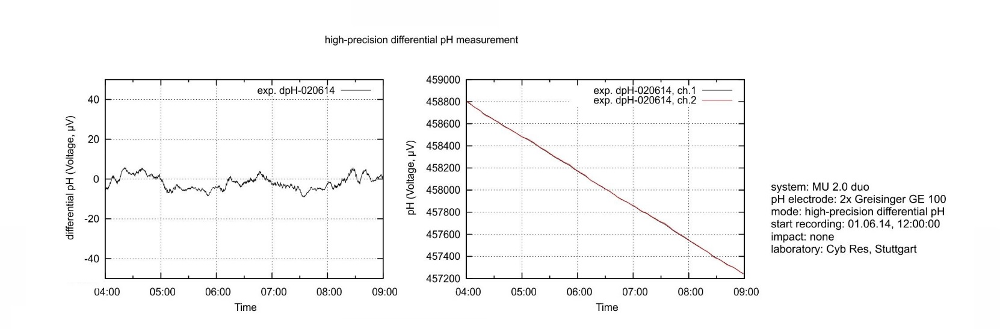 high-precision differential pH measurement
exp. dpH-020614
40
20
0
-20
-40
differential pH (Voltage, µV)
04:00 05:00 06:00 07:00 08:00 09:00
Time
exp. dpH-020614, ch.1
exp. dpH-020614, ch.2
459000
458800
458600
458400
458200
458000
457800
457600
457400
457200
pH (Voltage, µV)
04:00 05:00 06:00 07:00 08:00 09:00
Time
system: MU 2.0 duo
pH electrode: 2x Greisinger GE 100
mode: high-precision differential pH
start recording: 01.06.14, 12:00:00
impact: none
laboratory: Cyb Res, Stuttgart